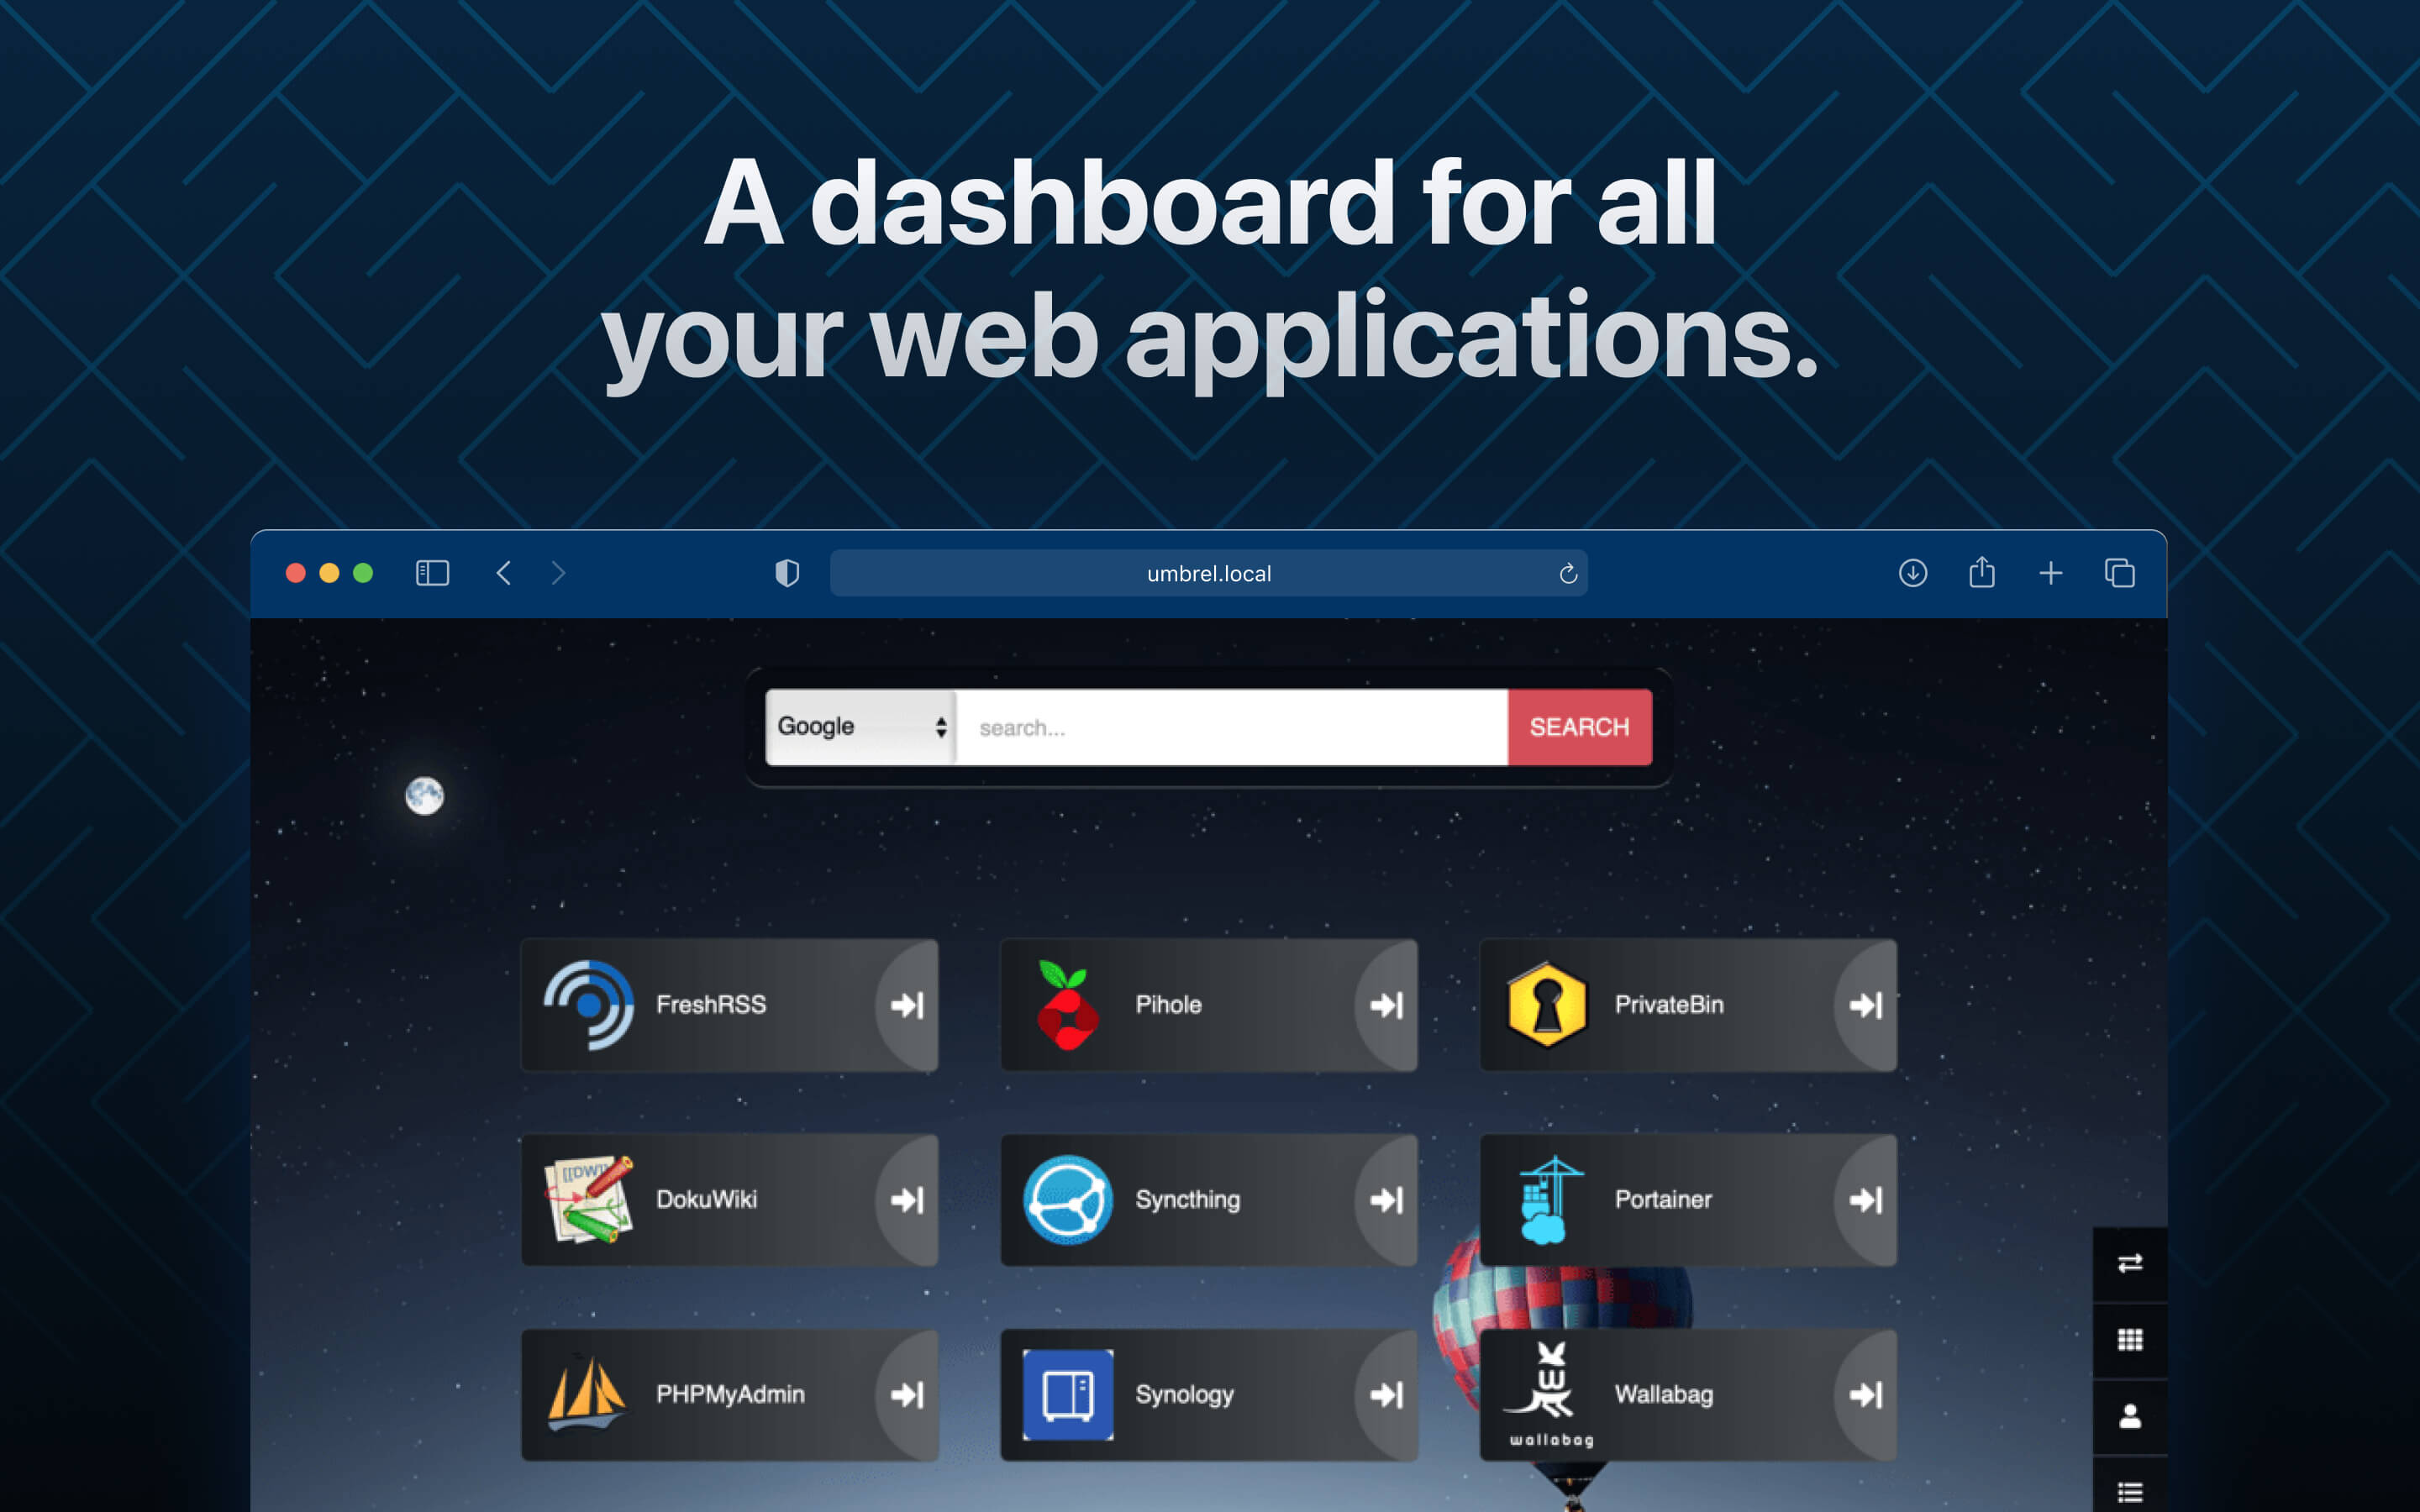 A dashboard for all
your web applications.
umbrel.local
Google
search...
SEARCH
FreshRSS
Pihole
PrivateBin
[[DW]]
DokuWiki
Syncthing
Portainer
PHPMyAdmin
Synology
Wallabag
wallabag